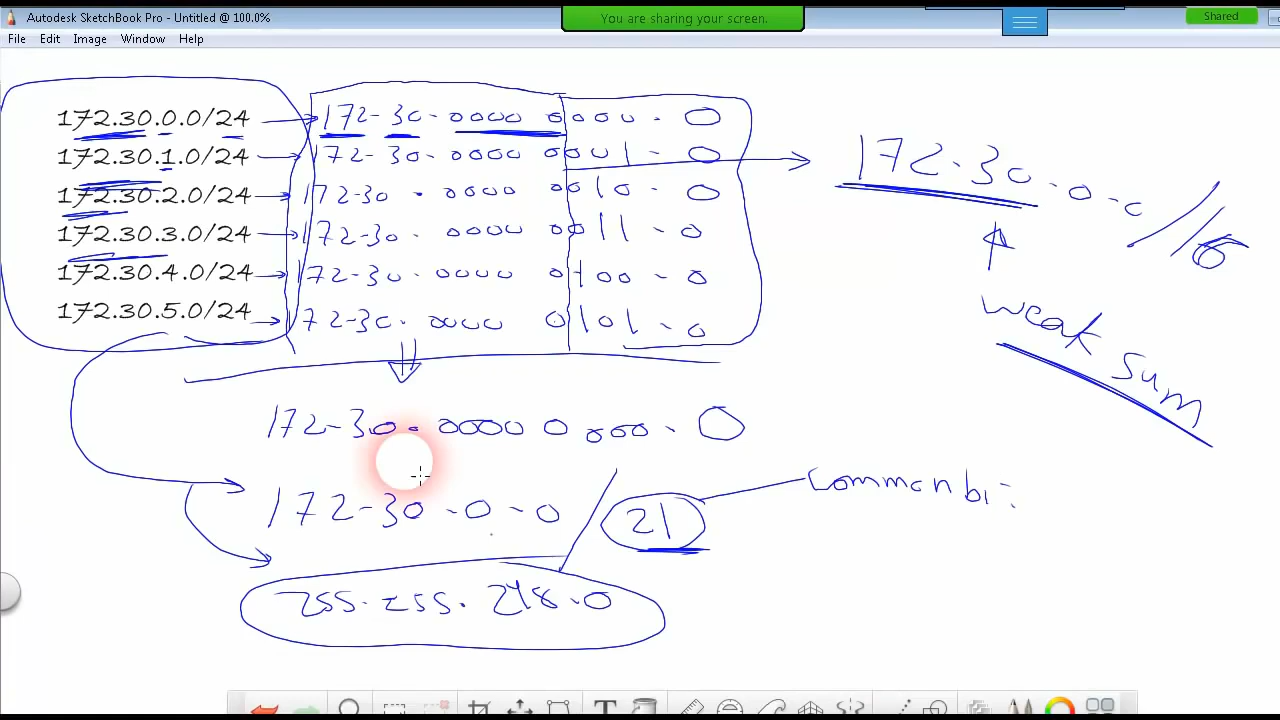 Autodesk SketchBook Pro - Untitled @ 100.0%
You are sharing your screen.
Shared
File Edit Image Window Help
172.30.0.0/24 172-30.0000 0000.0
172.30.1.0/24 172-30-0000 0001-0
172.30.2.0/24 172-30.0000 0010-0
172.30.3.0/24 172-30.0000 0011-0
172.30.4.0/24 172-30.0000 0100-0
172.30.5.0/24 172-30.0000 0101-0
172-30-0-0//16
weak sum
172-30.0000 0000-0
172-30-0-0/21
Common bi
255.255.248.0
T